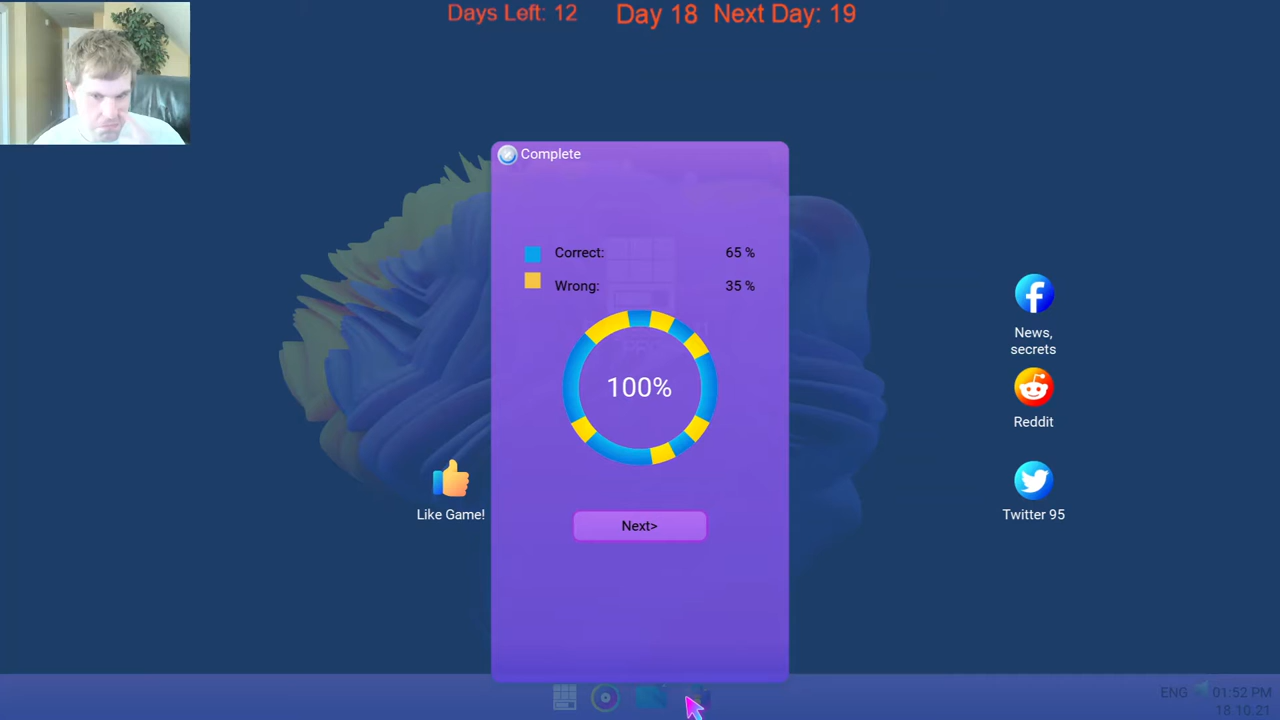 Days Left: 12 Day 18 Next Day: 19
Complete
Correct: 65 %
Wrong: 35 %
100%
Next>
Like Game!
News,
secrets
Reddit
Twitter 95
ENG 01:52 PM
18.10.21